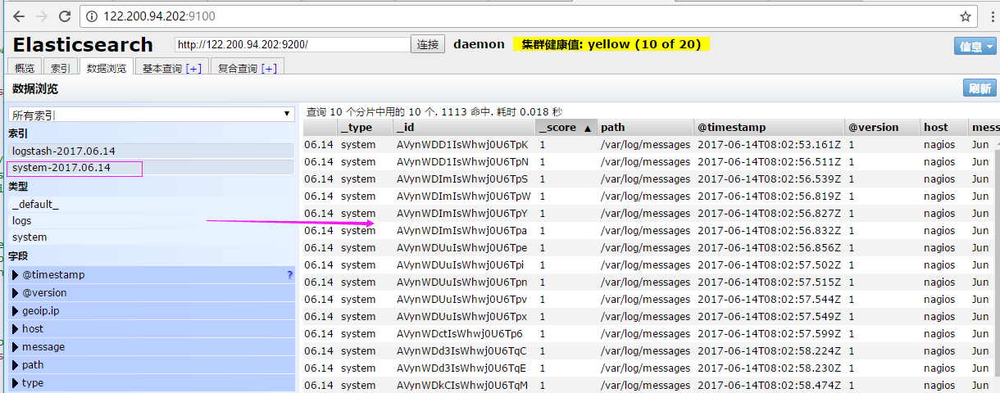 122.200.94.202:9100
Elasticsearch http://122.200.94.202:9200/ 连接 daemon 集群健康值: yellow (10 of 20) 信息
概览 索引 数据浏览 基本查询 [+] 复合查询 [+]
数据浏览 刷新
所有索引
索引
logstash-2017.06.14
system-2017.06.14
类型
_default_
logs
system
字段
@timestamp ?
@version
geoip.ip
host
message
path
type
查询 10 个分片中用的 10 个. 1113 命中. 耗时 0.018 秒
_type _id _score ▲ path @timestamp @version host mess
06.14 system AVynWDD1IsWhwj0U6TpK 1 /var/log/messages 2017-06-14T08:02:53.161Z 1 nagios Jun
06.14 system AVynWDD1IsWhwj0U6TpN 1 /var/log/messages 2017-06-14T08:02:56.511Z 1 nagios Jun
06.14 system AVynWDImIsWhwj0U6TpS 1 /var/log/messages 2017-06-14T08:02:56.539Z 1 nagios Jun
06.14 system AVynWDImIsWhwj0U6TpW 1 /var/log/messages 2017-06-14T08:02:56.819Z 1 nagios Jun
06.14 system AVynWDImIsWhwj0U6TpY 1 /var/log/messages 2017-06-14T08:02:56.827Z 1 nagios Jun
06.14 system AVynWDImIsWhwj0U6Tpa 1 /var/log/messages 2017-06-14T08:02:56.832Z 1 nagios Jun
06.14 system AVynWDUuIsWhwj0U6Tpe 1 /var/log/messages 2017-06-14T08:02:56.856Z 1 nagios Jun
06.14 system AVynWDUuIsWhwj0U6Tpi 1 /var/log/messages 2017-06-14T08:02:57.502Z 1 nagios Jun
06.14 system AVynWDUuIsWhwj0U6Tpn 1 /var/log/messages 2017-06-14T08:02:57.515Z 1 nagios Jun
06.14 system AVynWDUuIsWhwj0U6Tpv 1 /var/log/messages 2017-06-14T08:02:57.544Z 1 nagios Jun
06.14 system AVynWDUuIsWhwj0U6Tpx 1 /var/log/messages 2017-06-14T08:02:57.549Z 1 nagios Jun
06.14 system AVynWDctIsWhwj0U6Tp6 1 /var/log/messages 2017-06-14T08:02:57.599Z 1 nagios Jun
06.14 system AVynWDd3IsWhwj0U6TqC 1 /var/log/messages 2017-06-14T08:02:58.224Z 1 nagios Jun
06.14 system AVynWDd3IsWhwj0U6TqE 1 /var/log/messages 2017-06-14T08:02:58.230Z 1 nagios Jun
06.14 system AVynWDkCIsWhwj0U6TqM 1 /var/log/messages 2017-06-14T08:02:58.474Z 1 nagios Jun